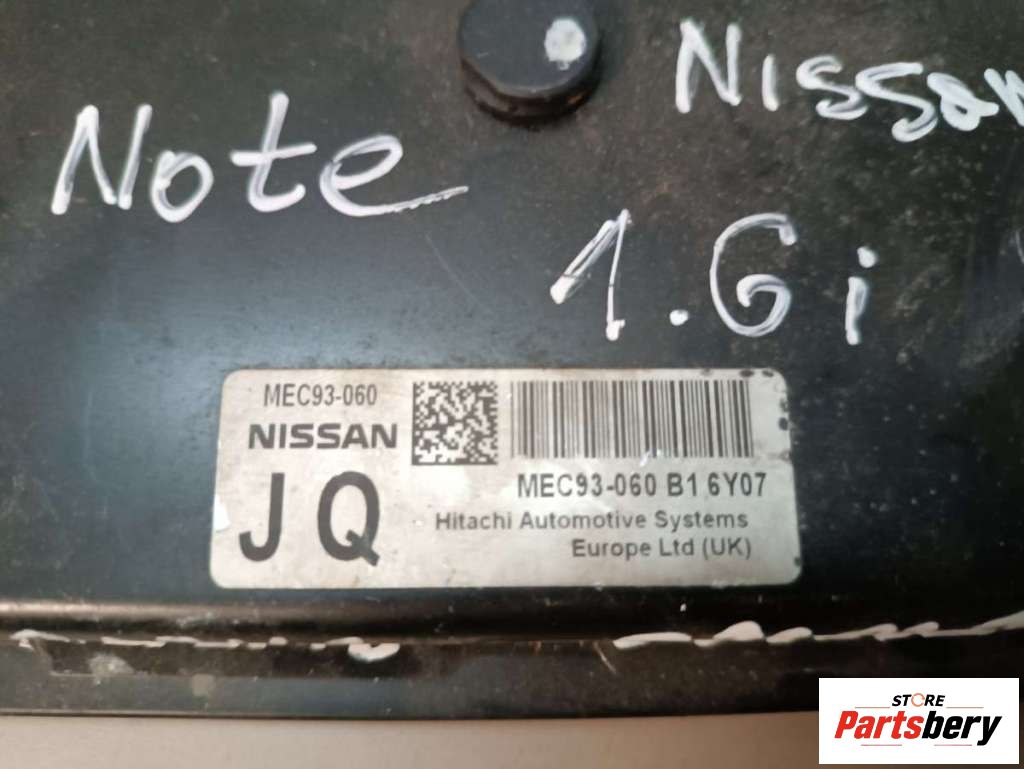 Note
Nissan
1.6i
MEC93-060
NISSAN
JQ
MEC93-060 B1 6Y07
Hitachi Automotive Systems
Europe Ltd (UK)
STORE
Partsbery